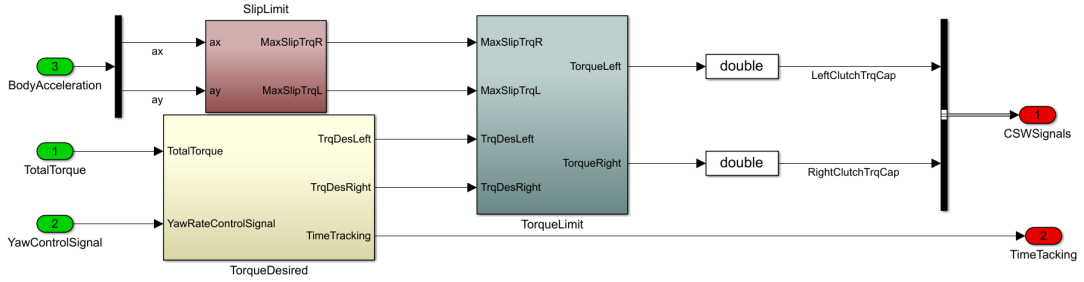 SlipLimit
3
BodyAcceleration
ax
ay
ax
ay
MaxSlipTrqR
MaxSlipTrqL
MaxSlipTrqR
MaxSlipTrqL
TrqDesLeft
TrqDesRight
TorqueLeft
TorqueRight
TorqueLimit
double
LeftClutchTrqCap
double
RightClutchTrqCap
1
CSWSignals
1
TotalTorque
2
YawControlSignal
TotalTorque
YawRateControlSignal
TrqDesLeft
TrqDesRight
TimeTracking
TorqueDesired
2
TimeTacking